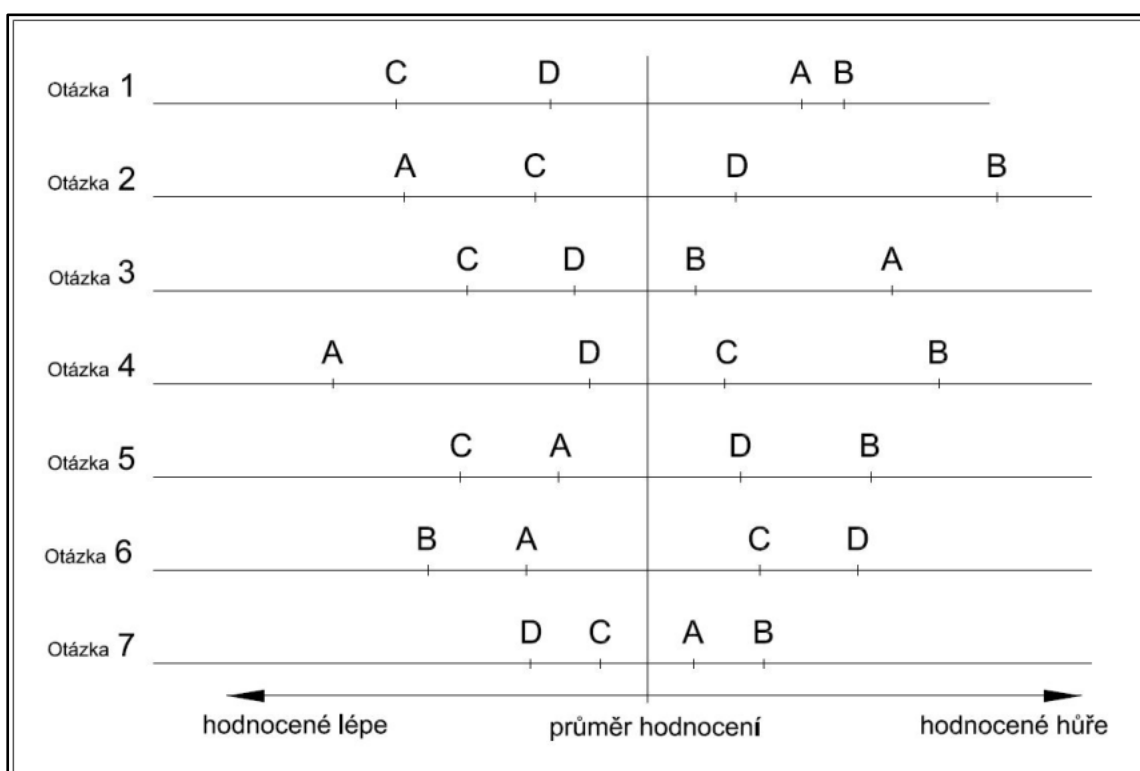 C D A B
Otázka 1
A C D B
Otázka 2
C D B A
Otázka 3
A D C B
Otázka 4
C A D B
Otázka 5
B A C D
Otázka 6
D C A B
Otázka 7
hodnocené lépe průměr hodnocení hodnocené hůře